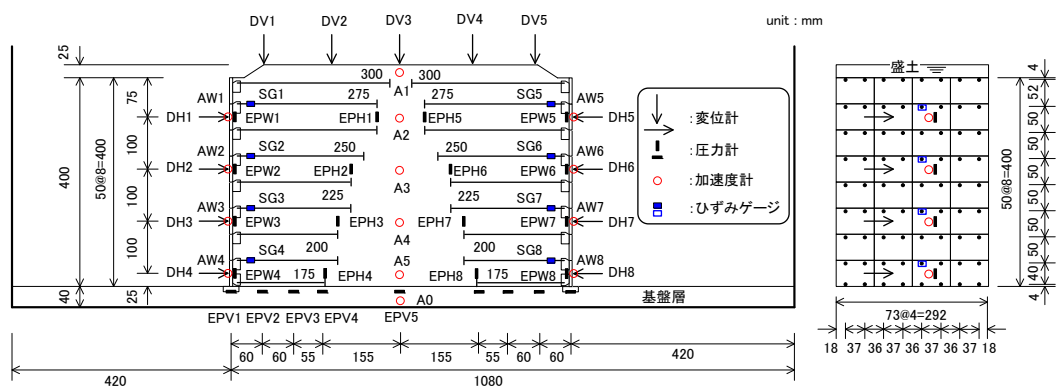 DV1 DV2 DV3 DV4 DV5
unit : mm
25
300 300
盛土
4
A1
AW1 SG1 275 275 SG5 AW5
75
52
DH1 EPW1 EPH1 EPH5 EPW5 DH5
A2
: 変位計
50
100
AW2 SG2 250 250 SG6 AW6
: 圧力計
50
DH2 EPW2 EPH2 EPH6 EPW6 DH6
400 50@8=400
A3
: 加速度計
50
50@8=400
100
AW3 SG3 225 225 SG7 AW7
: ひずみゲージ
50
DH3 EPW3 EPH3 EPH7 EPW7 DH7
50
A4
100
AW4 SG4 200 200 SG8 AW8
A5
50
DH4 EPW4 175 EPH4 EPH8 175 EPW8 DH8
40
40 25
A0
基盤層
4
EPV1 EPV2 EPV3 EPV4 EPV5
73@4=292
60 60 55 155 155 55 60 60
420
18 37 36 37 36 37 36 37 18
420 1080